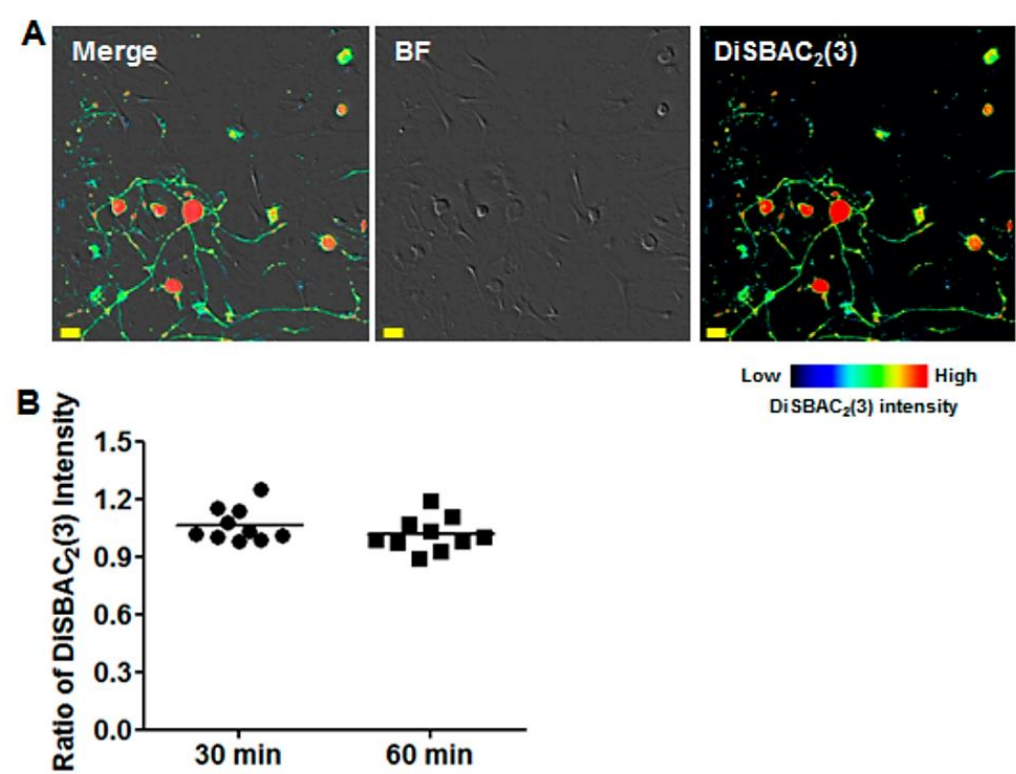 A
Merge
BF
DiSBAC₂(3)
Low
High
DiSBAC₂(3) intensity
B
Ratio of DiSBAC₂(3) Intensity
1.5
1.2
0.9
0.6
0.3
0.0
30 min
60 min